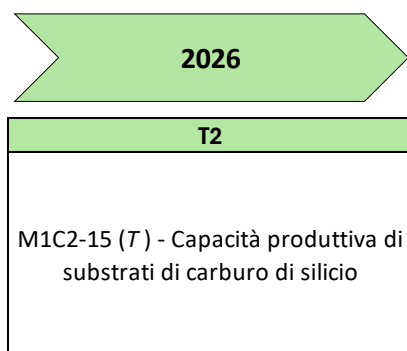 2026
T2
M1C2-15 (T ) - Capacità produttiva di
substrati di carburo di silicio